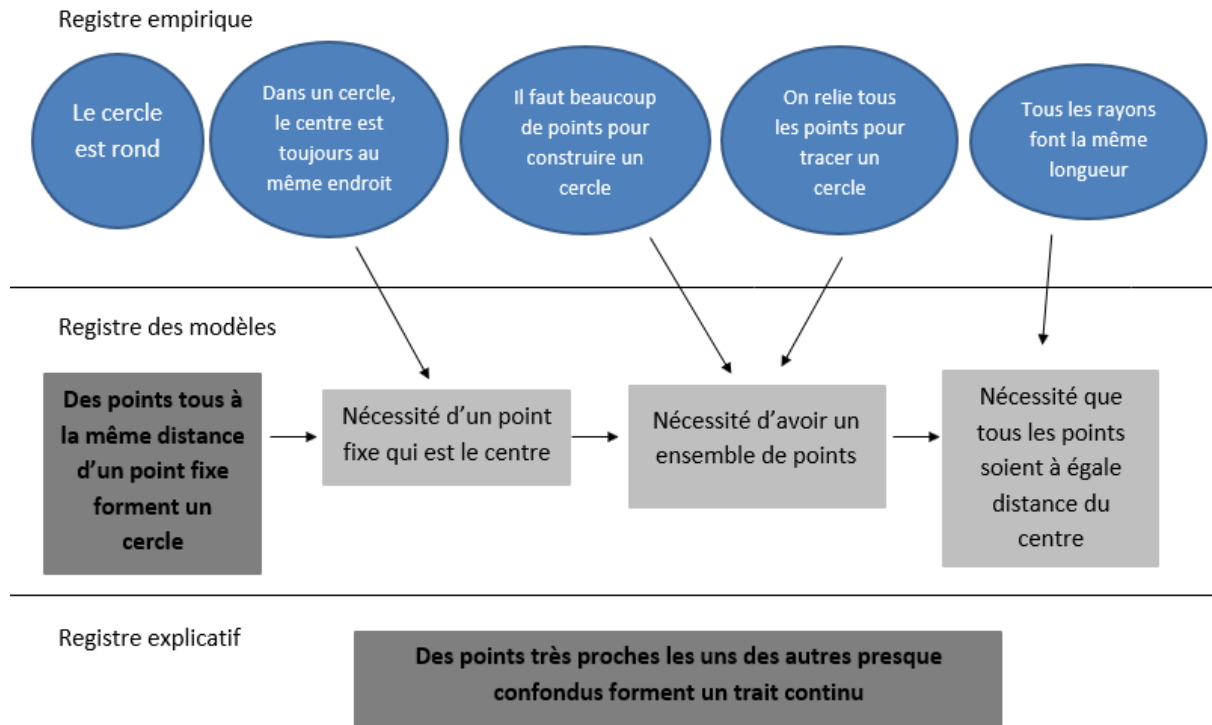 Registre empirique
Le cercle
est rond
Dans un cercle,
le centre est
toujours au
même endroit
Il faut beaucoup
de points pour
construire un
cercle
On relie tous
les points pour
tracer un
cercle
Tous les rayons
font la même
longueur
Registre des modèles
Des points tous à
la même distance
d’un point fixe
forment un
cercle
Nécessité d’un point
fixe qui est le centre
Nécessité d’avoir un
ensemble de points
Nécessité que
tous les points
soient à égale
distance du
centre
Registre explicatif
Des points très proches les uns des autres presque
confondus forment un trait continu